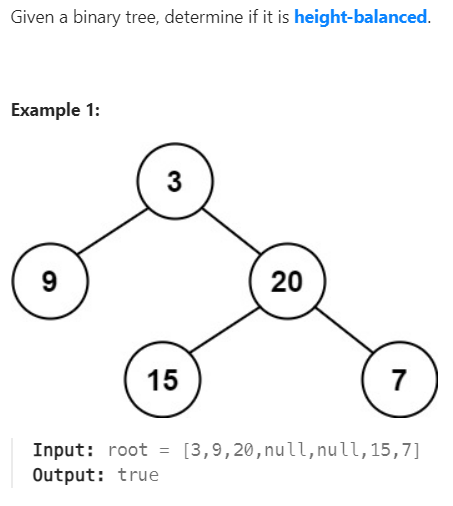 Given a binary tree, determine if it is height-balanced.
Example 1:
3
9
20
15
7
Input: root = [3,9,20,null,null,15,7]
Output: true